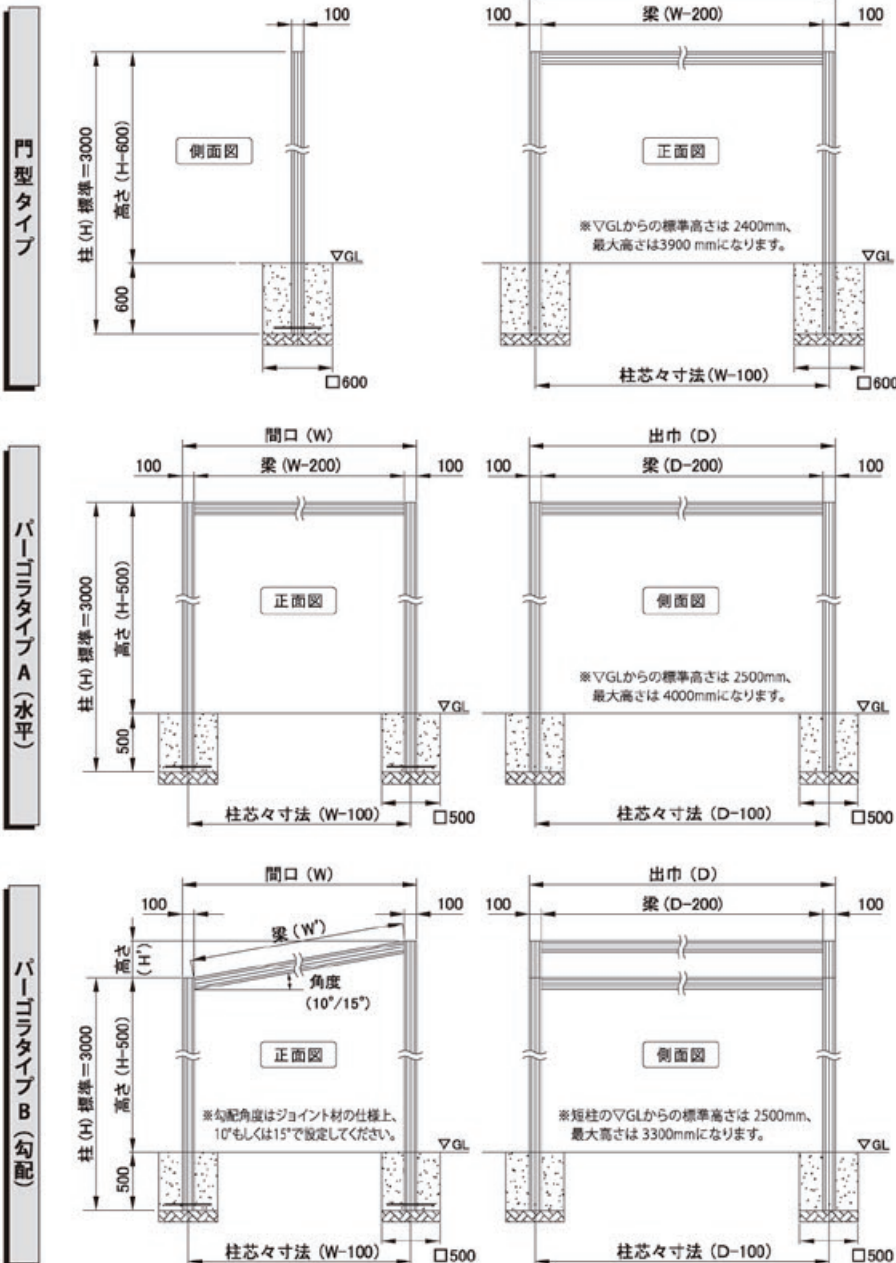 門型タイプ
100
柱(H) 標準=3000
高さ(H-600)
側面図
▽GL
600
□600
100
梁(W-200)
100
正面図
※▽GLからの標準高さは 2400mm、
最大高さは3900 mmになります。
▽GL
柱芯々寸法(W-100)
□600
パーゴラタイプ A(水平)
間口(W)
100
梁(W-200)
100
柱(H) 標準=3000
高さ(H-500)
正面図
▽GL
500
柱芯々寸法(W-100)
□500
出巾(D)
100
梁(D-200)
100
側面図
※▽GLからの標準高さは 2500mm、
最大高さは 4000mmになります。
▽GL
柱芯々寸法(D-100)
□500
パーゴラタイプ B(勾配)
間口(W)
100
梁(W')
100
高さ
(H')
角度
(10°/15°)
柱(H) 標準=3000
高さ(H-500)
正面図
※勾配角度はジョイント材の仕様上、
10°もしくは15°で設定してください。
▽GL
500
柱芯々寸法(W-100)
□500
出巾(D)
100
梁(D-200)
100
側面図
※短柱の▽GLからの標準高さは 2500mm、
最大高さは 3300mmになります。
▽GL
柱芯々寸法(D-100)
□500